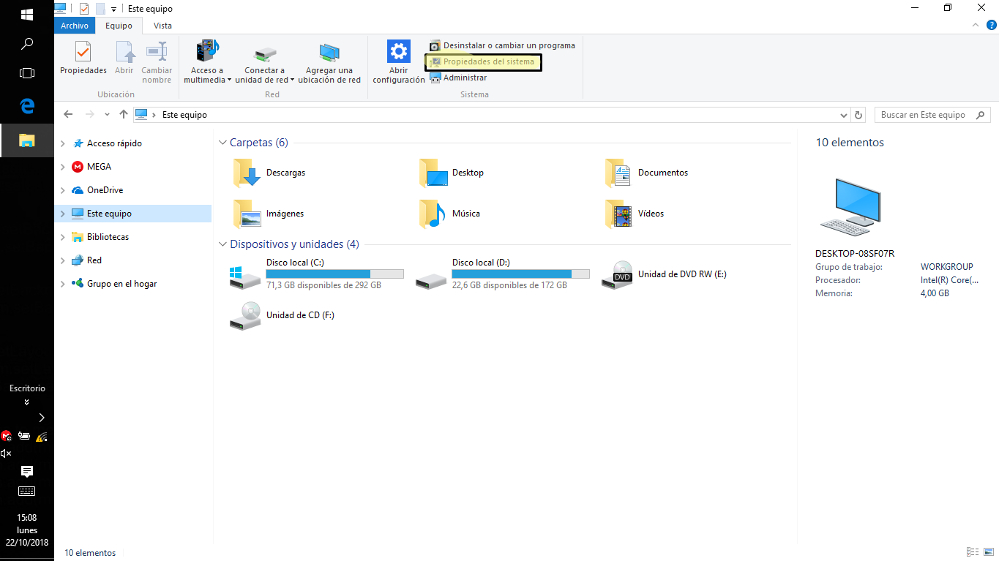 Este equipo
Archivo
Equipo
Vista
Propiedades
Abrir
Cambiar
nombre
Ubicación
Acceso a
multimedia
Conectar a
unidad de red
Agregar una
ubicación de red
Red
Abrir
configuración
Desinstalar o cambiar un programa
Propiedades del sistema
Administrar
Sistema
Este equipo
Buscar en Este equipo
Acceso rápido
MEGA
OneDrive
Este equipo
Bibliotecas
Red
Grupo en el hogar
Carpetas (6)
Descargas
Desktop
Documentos
Imágenes
Música
Vídeos
Dispositivos y unidades (4)
Disco local (C:)
71,3 GB disponibles de 292 GB
Disco local (D:)
22,6 GB disponibles de 172 GB
DVD
Unidad de DVD RW (E:)
Unidad de CD (F:)
10 elementos
DESKTOP-08SF07R
Grupo de trabajo: WORKGROUP
Procesador: Intel(R) Core(...
Memoria: 4,00 GB
Escritorio
15:08
lunes
22/10/2018
10 elementos